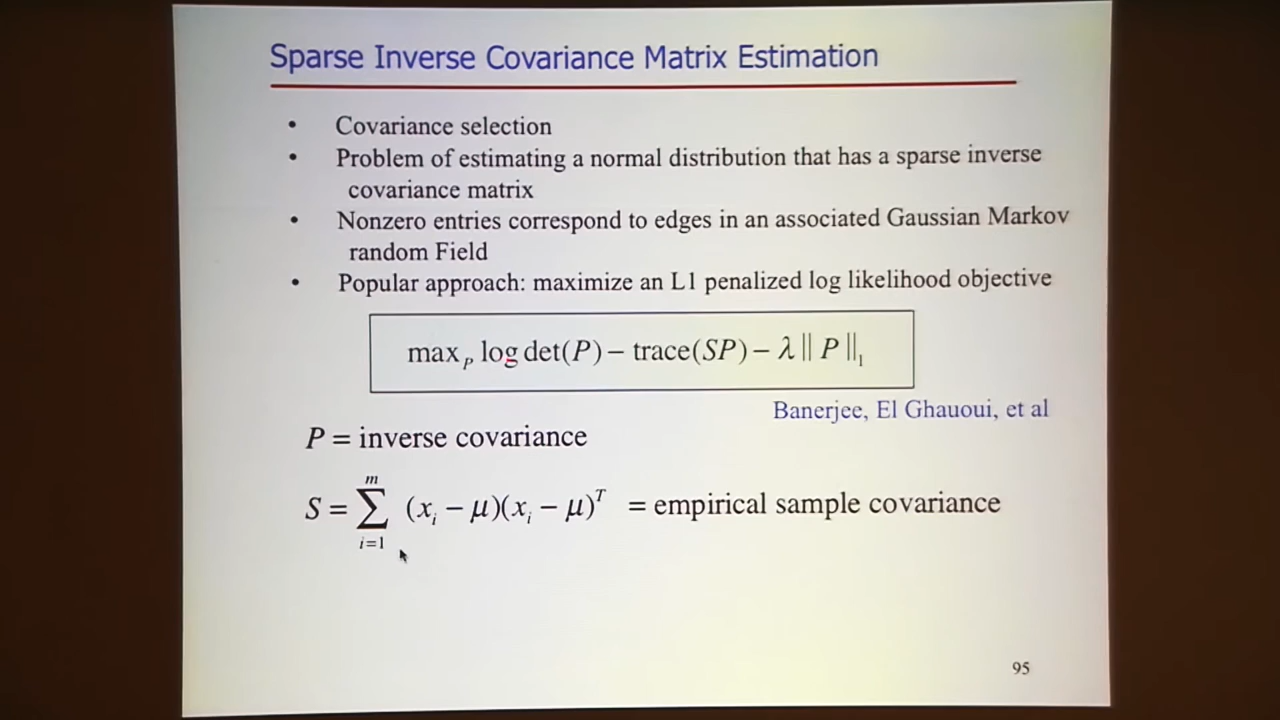 Sparse Inverse Covariance Matrix Estimation
• Covariance selection
• Problem of estimating a normal distribution that has a sparse inverse
covariance matrix
• Nonzero entries correspond to edges in an associated Gaussian Markov
random Field
• Popular approach: maximize an L1 penalized log likelihood objective
max_P log det(P) − trace(SP) − λ || P ||_1
Banerjee, El Ghauoui, et al
P = inverse covariance
S = ∑_{i=1}^{m} (x_i − μ)(x_i − μ)^T = empirical sample covariance
95